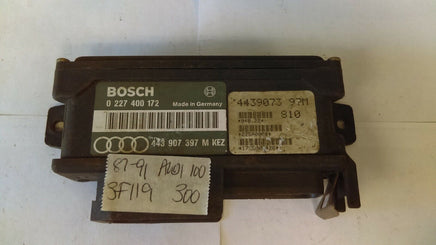 BOSCH
0 227 400 172
Made in Germany
443 907 397 M KEZ
4439073 97M
810
87-91 AUDI 100
3F119 300